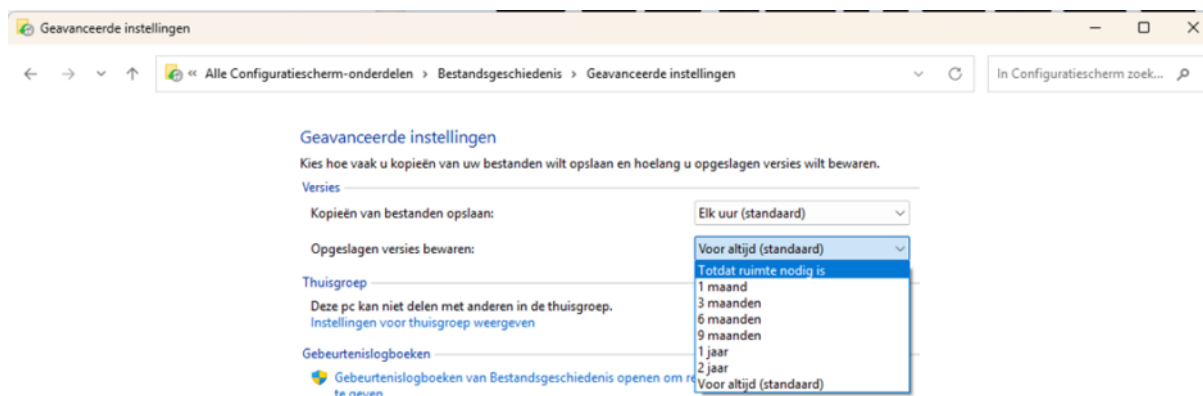 Geavanceerde instellingen
« Alle Configuratiescherm-onderdelen > Bestandsgeschiedenis > Geavanceerde instellingen
In Configuratiescherm zoek...
Geavanceerde instellingen
Kies hoe vaak u kopieën van uw bestanden wilt opslaan en hoelang u opgeslagen versies wilt bewaren.
Versies
Kopieën van bestanden opslaan: Elk uur (standaard)
Opgeslagen versies bewaren: Voor altijd (standaard)
Totdat ruimte nodig is
1 maand
3 maanden
6 maanden
9 maanden
1 jaar
2 jaar
Voor altijd (standaard)
Thuisgroep
Deze pc kan niet delen met anderen in de thuisgroep.
Instellingen voor thuisgroep weergeven
Gebeurtenislogboeken
Gebeurtenislogboeken van Bestandsgeschiedenis openen om
te geven